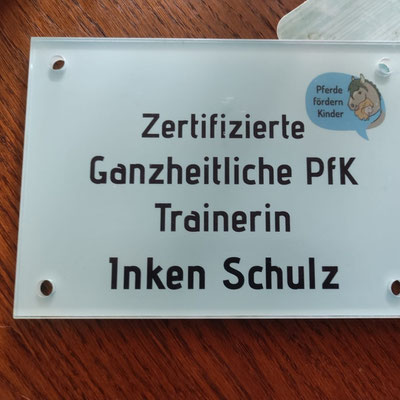 Pferde
fördern
Kinder
Zertifizierte
Ganzheitliche PfK
Trainerin
Inken Schulz